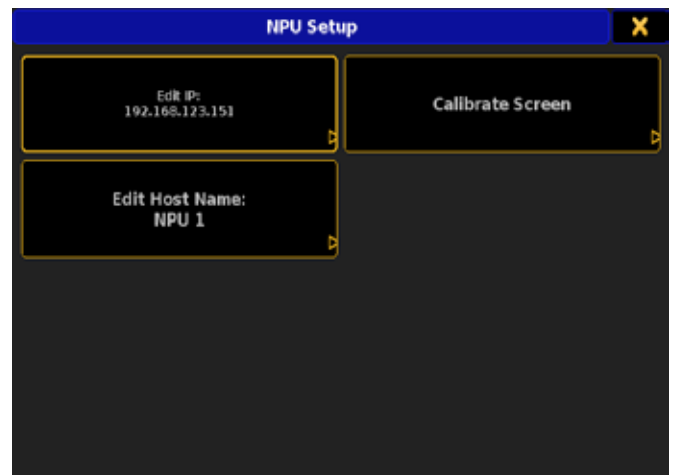 NPU Setup
X
Edit IP:
192.168.123.151
Calibrate Screen
Edit Host Name:
NPU 1